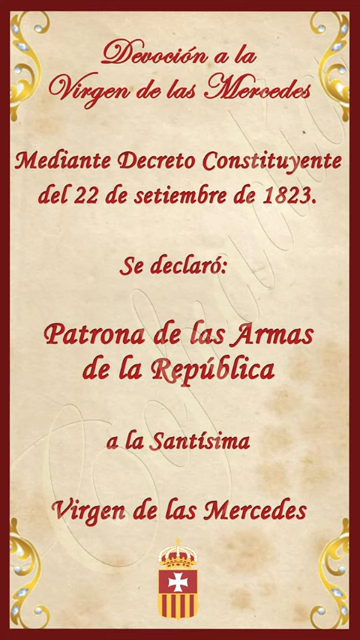 Devoción a la
Virgen de las Mercedes
Mediante Decreto Constituyente
del 22 de setiembre de 1823.
Se declaró:
Patrona de las Armas
de la República
a la Santísima
Virgen de las Mercedes